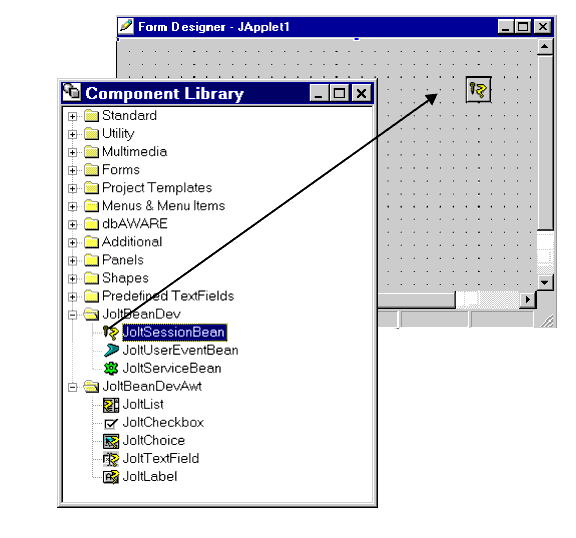 Form Designer - JApplet1
Component Library
Standard
Utility
Multimedia
Forms
Project Templates
Menus & Menu Items
dbAWARE
Additional
Panels
Shapes
Predefined TextFields
JoltBeanDev
JoltSessionBean
JoltUserEventBean
JoltServiceBean
JoltBeanDevAwt
JoltList
JoltCheckbox
JoltChoice
JoltTextField
JoltLabel